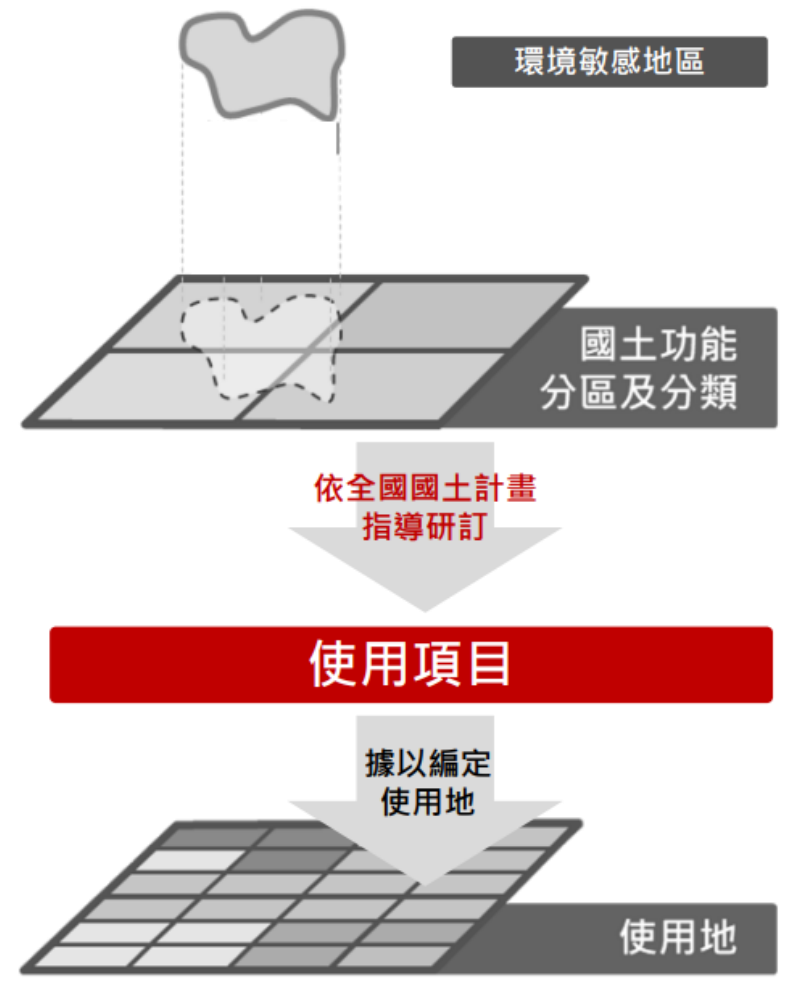 環境敏感地區
國土功能
分區及分類
依全國國土計畫
指導研訂
使用項目
據以編定
使用地
使用地